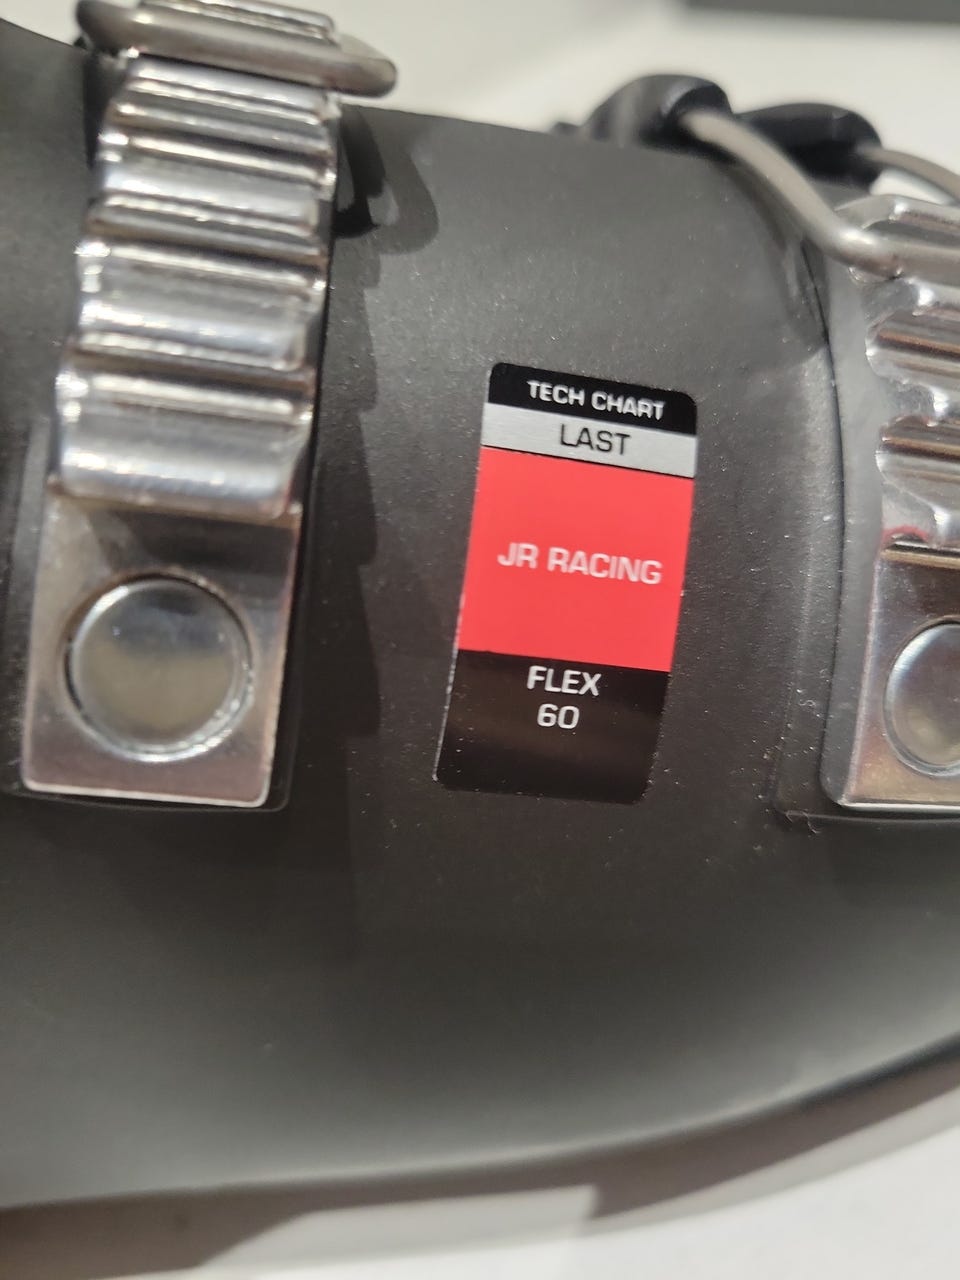 TECH CHART
LAST
JR RACING
FLEX
60